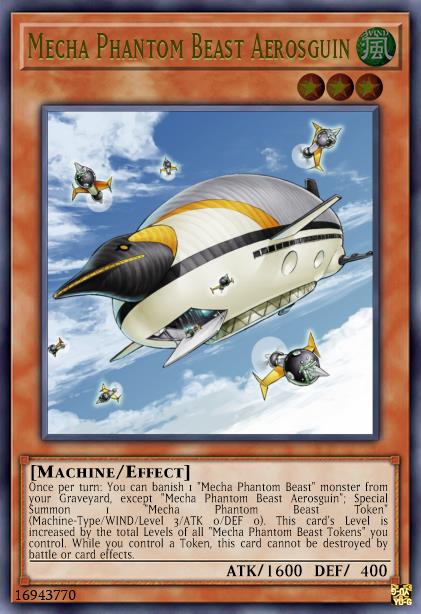 MECHA PHANTOM BEAST AEROSGUIN
WIND
風
[MACHINE/EFFECT]
Once per turn: You can banish 1 "Mecha Phantom Beast" monster from
your Graveyard, except "Mecha Phantom Beast Aerosguin"; Special
Summon 1 "Mecha Phantom Beast Token"
(Machine-Type/WIND/Level 3/ATK 0/DEF 0). This card's Level is
increased by the total Levels of all "Mecha Phantom Beast Tokens" you
control. While you control a Token, this card cannot be destroyed by
battle or card effects.
ATK/1600 DEF/ 400
16943770